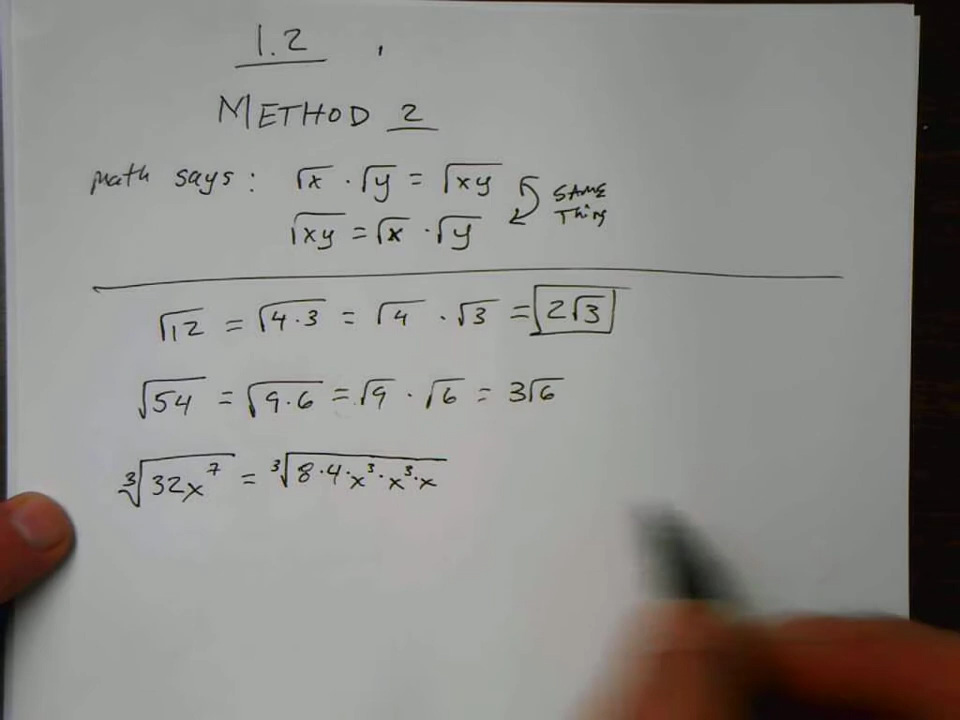 1.2
METHOD 2
math says: √x · √y = √xy
SAME
Thing
√xy = √x · √y
√12 = √4·3 = √4 · √3 = 2√3
√54 = √9·6 = √9 · √6 = 3√6
∛32x⁷ = ∛8·4·x³·x³·x